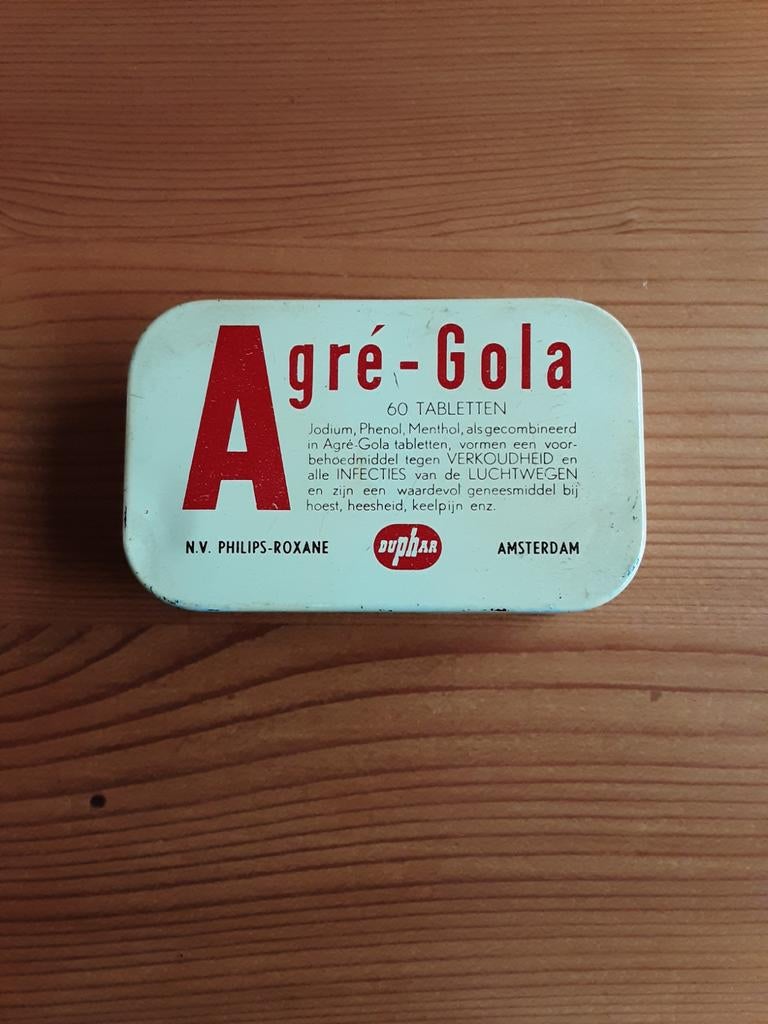 Agré-Gola
60 TABLETTEN
Jodium, Phenol, Menthol, als gecombineerd
in Agré-Gola tabletten, vormen een voor-
behoedmiddel tegen VERKOUDHEID en
alle INFECTIES van de LUCHTWEGEN
en zijn een waardevol geneesmiddel bij
hoest, heesheid, keelpijn enz.
N.V. PHILIPS-ROXANE DUPHAR AMSTERDAM